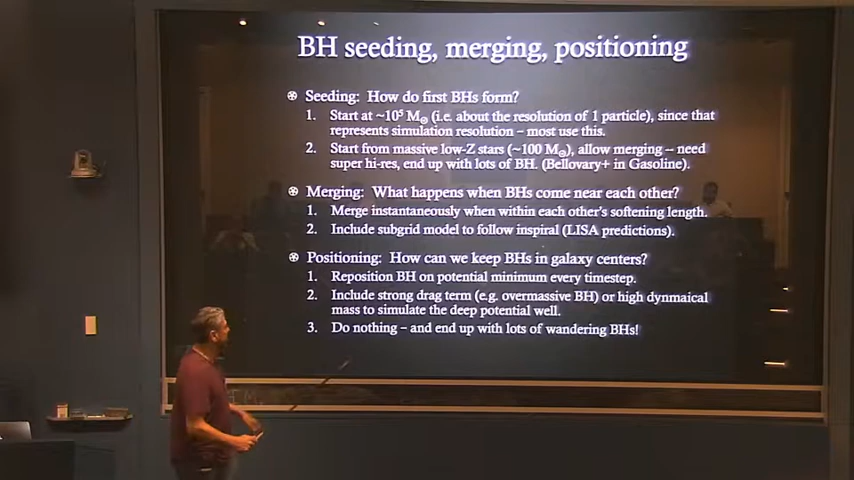 BH seeding, merging, positioning
Seeding: How do first BHs form?
1. Start at ~10⁵ M⊙ (i.e. about the resolution of 1 particle), since that
represents simulation resolution – most use this.
2. Start from massive low-Z stars (~100 M⊙), allow merging – need
super hi-res, end up with lots of BH. (Bellovary+ in Gasoline).
Merging: What happens when BHs come near each other?
1. Merge instantaneously when within each other's softening length.
2. Include subgrid model to follow inspiral (LISA predictions).
Positioning: How can we keep BHs in galaxy centers?
1. Reposition BH on potential minimum every timestep.
2. Include strong drag term (e.g. overmassive BH) or high dynmaical
mass to simulate the deep potential well.
3. Do nothing – and end up with lots of wandering BHs!